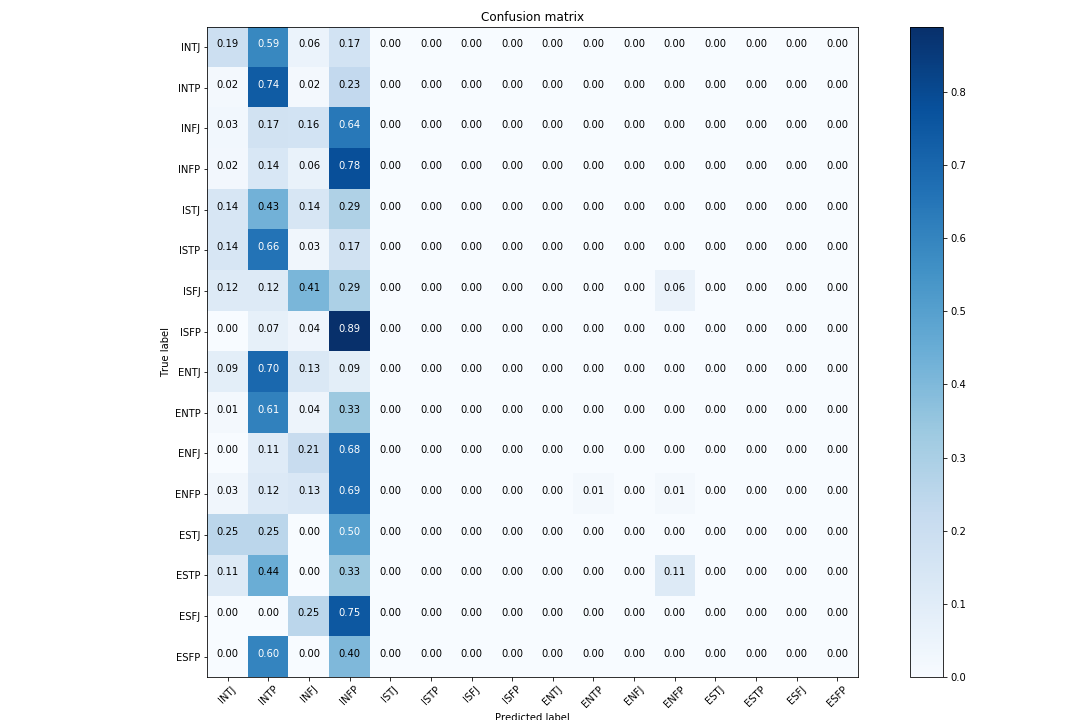 Confusion matrix
True label
INTJ 0.19 0.59 0.06 0.17 0.00 0.00 0.00 0.00 0.00 0.00 0.00 0.00 0.00 0.00 0.00 0.00
INTP 0.02 0.74 0.02 0.23 0.00 0.00 0.00 0.00 0.00 0.00 0.00 0.00 0.00 0.00 0.00 0.00
INFJ 0.03 0.17 0.16 0.64 0.00 0.00 0.00 0.00 0.00 0.00 0.00 0.00 0.00 0.00 0.00 0.00
INFP 0.02 0.14 0.06 0.78 0.00 0.00 0.00 0.00 0.00 0.00 0.00 0.00 0.00 0.00 0.00 0.00
ISTJ 0.14 0.43 0.14 0.29 0.00 0.00 0.00 0.00 0.00 0.00 0.00 0.00 0.00 0.00 0.00 0.00
ISTP 0.14 0.66 0.03 0.17 0.00 0.00 0.00 0.00 0.00 0.00 0.00 0.00 0.00 0.00 0.00 0.00
ISFJ 0.12 0.12 0.41 0.29 0.00 0.00 0.00 0.00 0.00 0.00 0.00 0.06 0.00 0.00 0.00 0.00
ISFP 0.00 0.07 0.04 0.89 0.00 0.00 0.00 0.00 0.00 0.00 0.00 0.00 0.00 0.00 0.00 0.00
ENTJ 0.09 0.70 0.13 0.09 0.00 0.00 0.00 0.00 0.00 0.00 0.00 0.00 0.00 0.00 0.00 0.00
ENTP 0.01 0.61 0.04 0.33 0.00 0.00 0.00 0.00 0.00 0.00 0.00 0.00 0.00 0.00 0.00 0.00
ENFJ 0.00 0.11 0.21 0.68 0.00 0.00 0.00 0.00 0.00 0.00 0.00 0.00 0.00 0.00 0.00 0.00
ENFP 0.03 0.12 0.13 0.69 0.00 0.00 0.00 0.00 0.00 0.01 0.00 0.01 0.00 0.00 0.00 0.00
ESTJ 0.25 0.25 0.00 0.50 0.00 0.00 0.00 0.00 0.00 0.00 0.00 0.00 0.00 0.00 0.00 0.00
ESTP 0.11 0.44 0.00 0.33 0.00 0.00 0.00 0.00 0.00 0.00 0.00 0.11 0.00 0.00 0.00 0.00
ESFJ 0.00 0.00 0.25 0.75 0.00 0.00 0.00 0.00 0.00 0.00 0.00 0.00 0.00 0.00 0.00 0.00
ESFP 0.00 0.60 0.00 0.40 0.00 0.00 0.00 0.00 0.00 0.00 0.00 0.00 0.00 0.00 0.00 0.00
INTJ INTP INFJ INFP ISTJ ISTP ISFJ ISFP ENTJ ENTP ENFJ ENFP ESTJ ESTP ESFJ ESFP
Predicted label
0.8
0.7
0.6
0.5
0.4
0.3
0.2
0.1
0.0